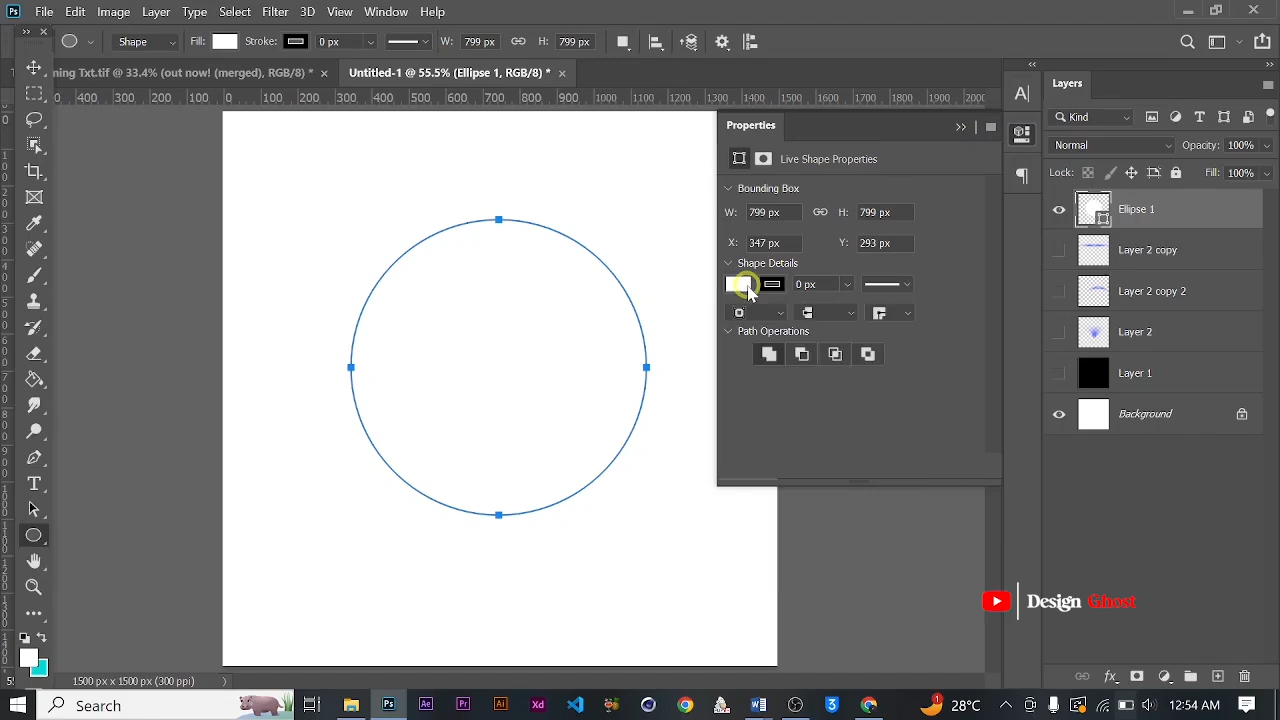 Ps File Edit Image Layer Type Select Filter 3D View Window Help
Shape Fill: Stroke: 0 px W: 799 px H: 799 px
ning Txt.tif @ 33.4% (out now! (merged), RGB/8) * Untitled-1 @ 55.5% (Ellipse 1, RGB/8) *
400 300 200 100 0 100 200 300 400 500 600 700 800 900 1000 1100 1200 1300 1400 1500 1600 1700 1800 1900 2000
Properties
Live Shape Properties
Bounding Box
W: 799 px H: 799 px
X: 347 px Y: 293 px
Shape Details
0 px
Path Operations
Layers
Kind
Normal Opacity: 100%
Lock: Fill: 100%
Ellipse 1
Layer 2 copy
Layer 2 copy 2
Layer 2
Layer 1
Background
Design Ghost
1500 px x 1500 px (300 ppi)
Search Ps Ae Pr Ai Xd 28°C 12:54 AM